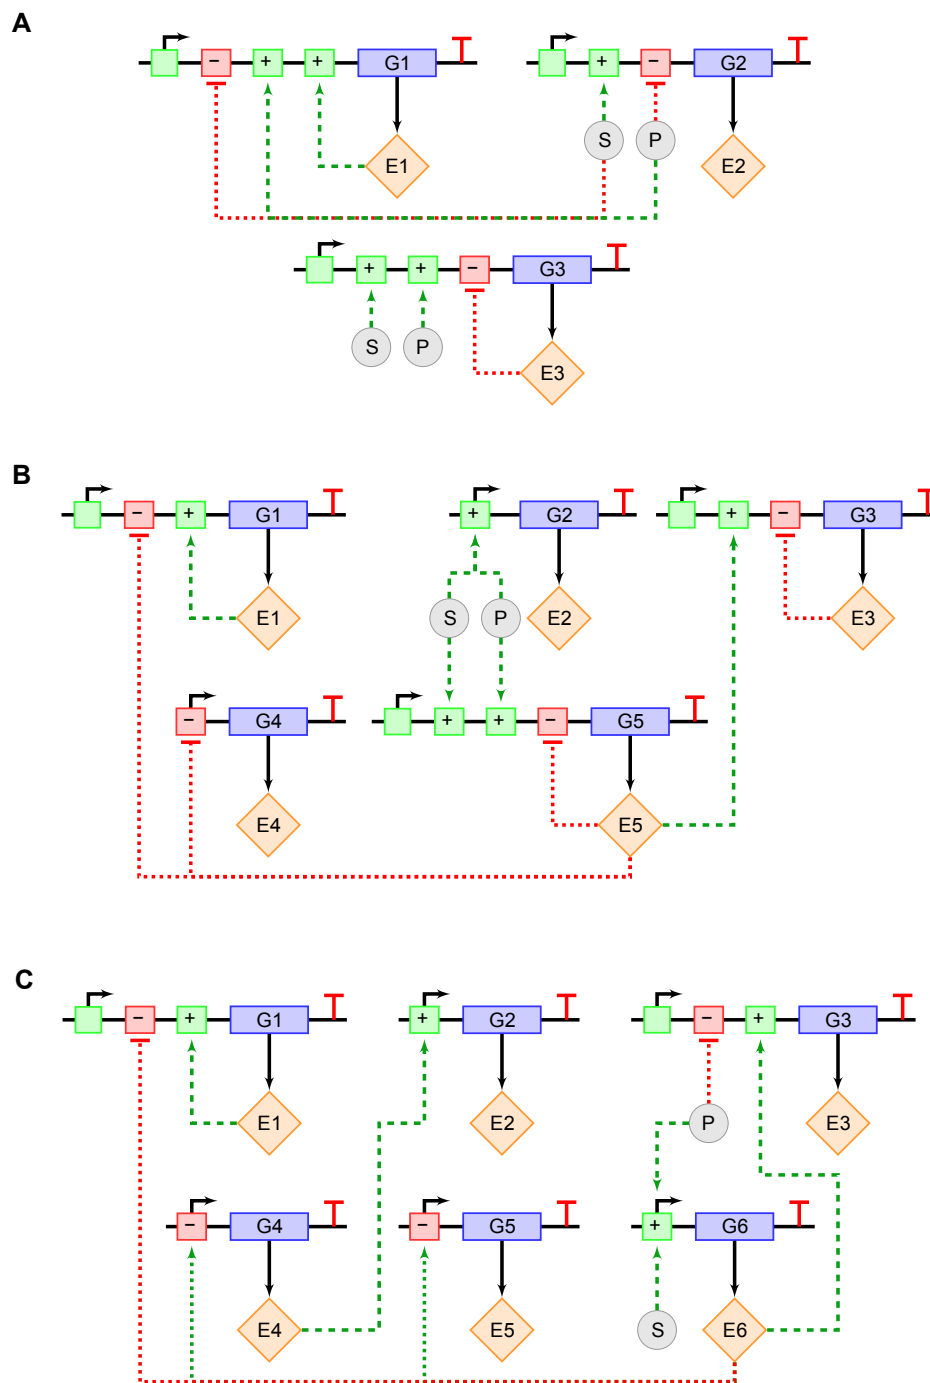 A
− + + G1
+ − G2
S P
E1 E2
+ + − G3
S P
E3
B
− + G1
+ G2
+ − G3
E1
S P
E2
E3
− G4
+ + − G5
E4
E5
C
− + G1
+ G2
− + G3
E1
E2
P
E3
− G4
− G5
+ G6
E4
E5
S
E6